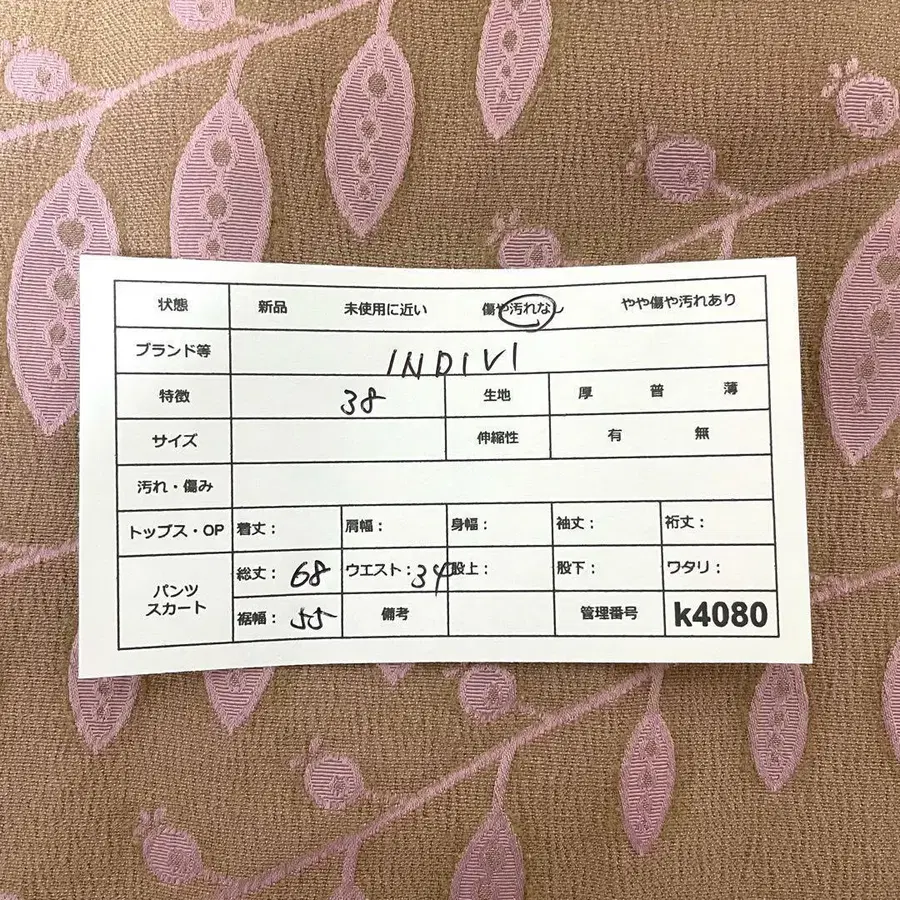 状態 新品 未使用に近い 傷や汚れなし やや傷や汚れあり
ブランド等 INDIVI
特徴 38 生地 厚 普 薄
サイズ 伸縮性 有 無
汚れ・傷み
トップス・OP 着丈： 肩幅： 身幅： 袖丈： 裄丈：
パンツ スカート 総丈： 68 ウエスト：34 股上： 股下： ワタリ：
裾幅： 55 備考 管理番号 k4080